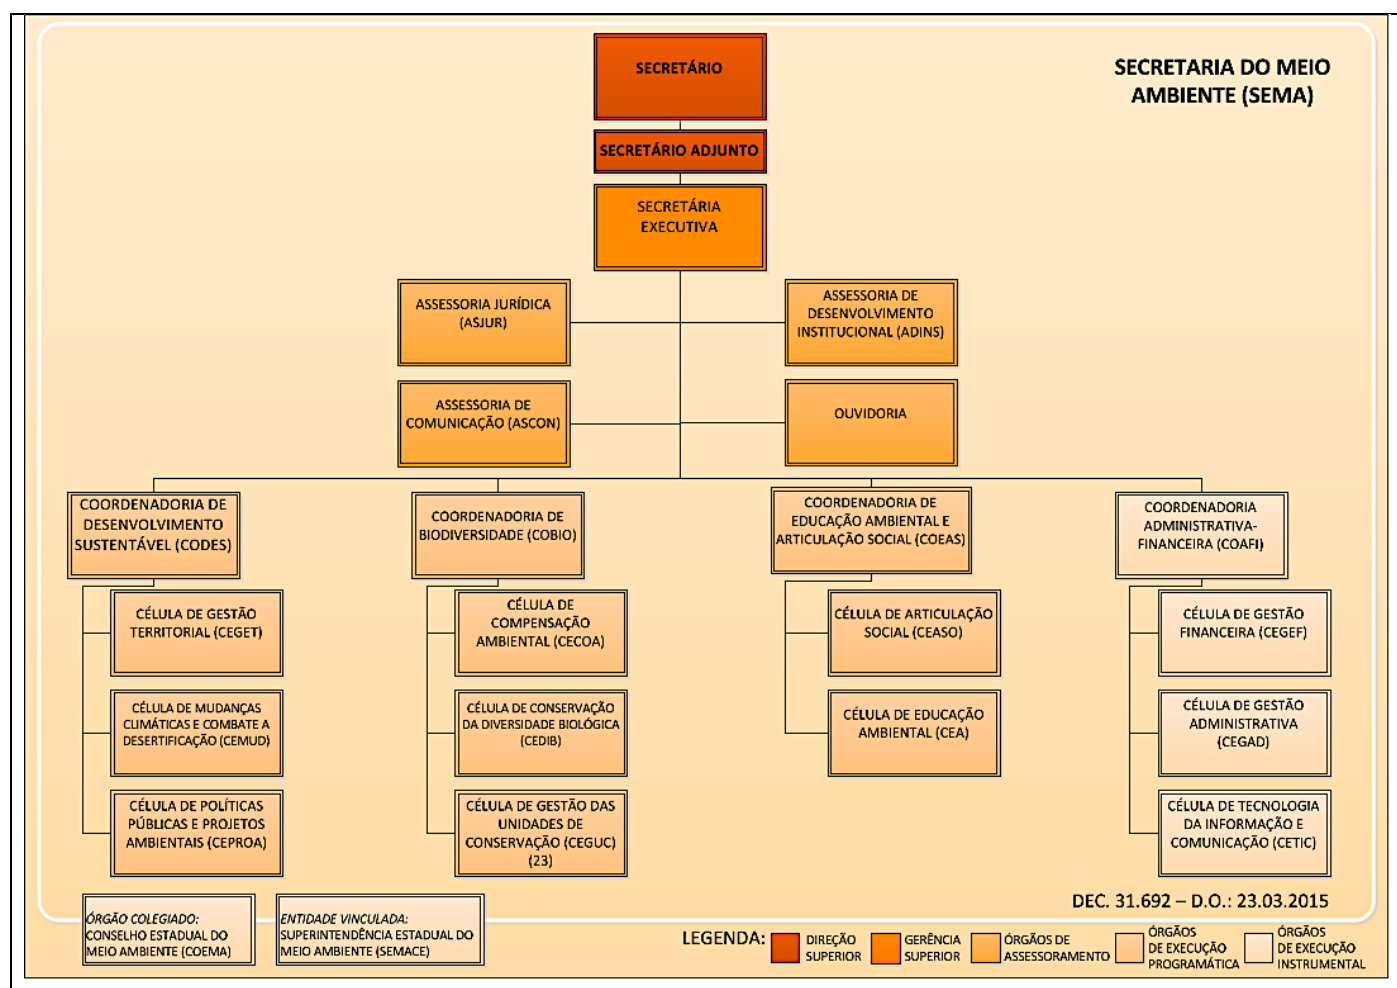 SECRETARIA DO MEIO
AMBIENTE (SEMA)
SECRETÁRIO
SECRETÁRIO ADJUNTO
SECRETÁRIA
EXECUTIVA
ASSESSORIA JURÍDICA
(ASJUR)
ASSESSORIA DE
DESENVOLVIMENTO
INSTITUCIONAL (ADINS)
ASSESSORIA DE
COMUNICAÇÃO (ASCON)
OUVIDORIA
COORDENADORIA DE
DESENVOLVIMENTO
SUSTENTÁVEL (CODES)
CÉLULA DE GESTÃO
TERRITORIAL (CEGET)
CÉLULA DE MUDANÇAS
CLIMÁTICAS E COMBATE A
DESERTIFICAÇÃO (CEMUD)
CÉLULA DE POLÍTICAS
PÚBLICAS E PROJETOS
AMBIENTAIS (CEPROA)
COORDENADORIA DE
BIODIVERSIDADE (COBIO)
CÉLULA DE
COMPENSAÇÃO
AMBIENTAL (CECOA)
CÉLULA DE CONSERVAÇÃO
DA DIVERSIDADE BIOLÓGICA
(CEDIB)
CÉLULA DE GESTÃO DAS
UNIDADES DE
CONSERVAÇÃO (CEGUC)
(23)
COORDENADORIA DE
EDUCAÇÃO AMBIENTAL E
ARTICULAÇÃO SOCIAL (COEAS)
CÉLULA DE ARTICULAÇÃO
SOCIAL (CEASO)
CÉLULA DE EDUCAÇÃO
AMBIENTAL (CEA)
COORDENADORIA
ADMINISTRATIVA-
FINANCEIRA (COAFI)
CÉLULA DE GESTÃO
FINANCEIRA (CEGEF)
CÉLULA DE GESTÃO
ADMINISTRATIVA
(CEGAD)
CÉLULA DE TECNOLOGIA
DA INFORMAÇÃO E
COMUNICAÇÃO (CETIC)
DEC. 31.692 – D.O.: 23.03.2015
ÓRGÃO COLEGIADO:
CONSELHO ESTADUAL DO
MEIO AMBIENTE (COEMA)
ENTIDADE VINCULADA:
SUPERINTENDÊNCIA ESTADUAL DO
MEIO AMBIENTE (SEMACE)
LEGENDA:
DIREÇÃO
SUPERIOR
GERÊNCIA
SUPERIOR
ÓRGÃOS DE
ASSESSORAMENTO
ÓRGÃOS
DE EXECUÇÃO
PROGRAMÁTICA
ÓRGÃOS
DE EXECUÇÃO
INSTRUMENTAL